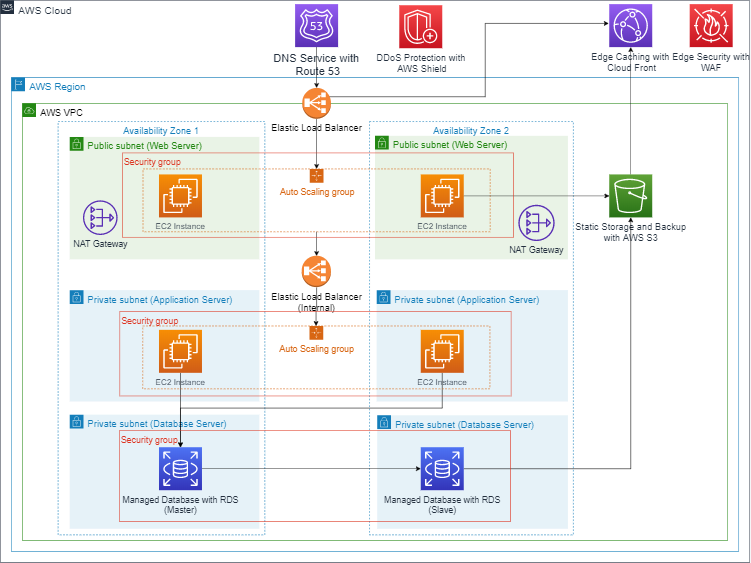 aws
AWS Cloud
53
DNS Service with
Route 53
DDoS Protection with
AWS Shield
Edge Caching with
Cloud Front
Edge Security with
WAF
AWS Region
AWS VPC
Elastic Load Balancer
Availability Zone 1
Availability Zone 2
Public subnet (Web Server)
Public subnet (Web Server)
Security group
Auto Scaling group
EC2 Instance
EC2 Instance
NAT Gateway
NAT Gateway
Static Storage and Backup
with AWS S3
Elastic Load Balancer
(Internal)
Private subnet (Application Server)
Private subnet (Application Server)
Security group
Auto Scaling group
EC2 Instance
EC2 Instance
Private subnet (Database Server)
Private subnet (Database Server)
Security group
Managed Database with RDS
(Master)
Managed Database with RDS
(Slave)